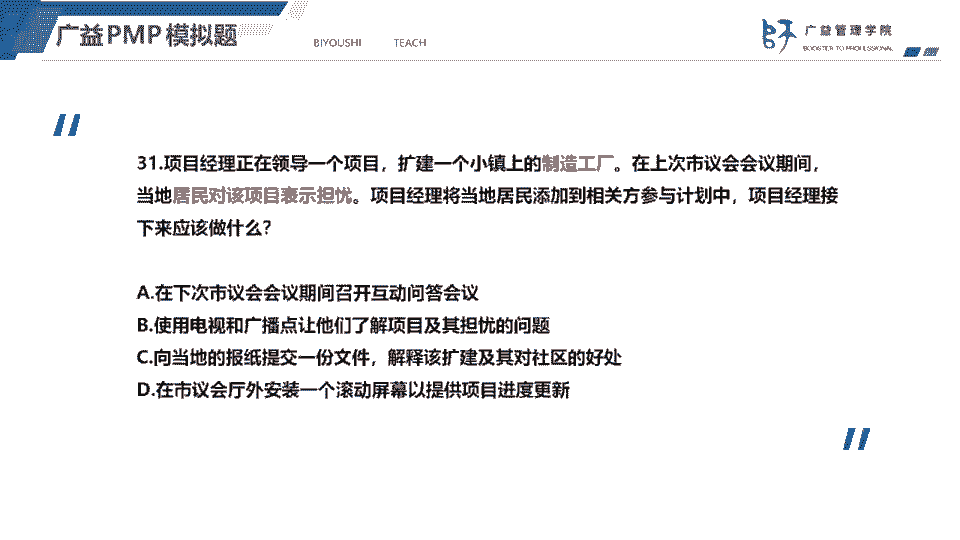 广益PMP模拟题
BIYOUSHI TEACH
广益管理学院
BOOSTER TO PROFESSIONAL
31.项目经理正在领导一个项目，扩建一个小镇上的制造工厂。在上次市议会会议期间，
当地居民对该项目表示担忧。项目经理将当地居民添加到相关方参与计划中，项目经理接
下来应该做什么？
A.在下次市议会会议期间召开互动问答会议
B.使用电视和广播点让他们了解项目及其担忧的问题
C.向当地的报纸提交一份文件，解释该扩建及其对社区的好处
D.在市议会厅外安装一个滚动屏幕以提供项目进度更新